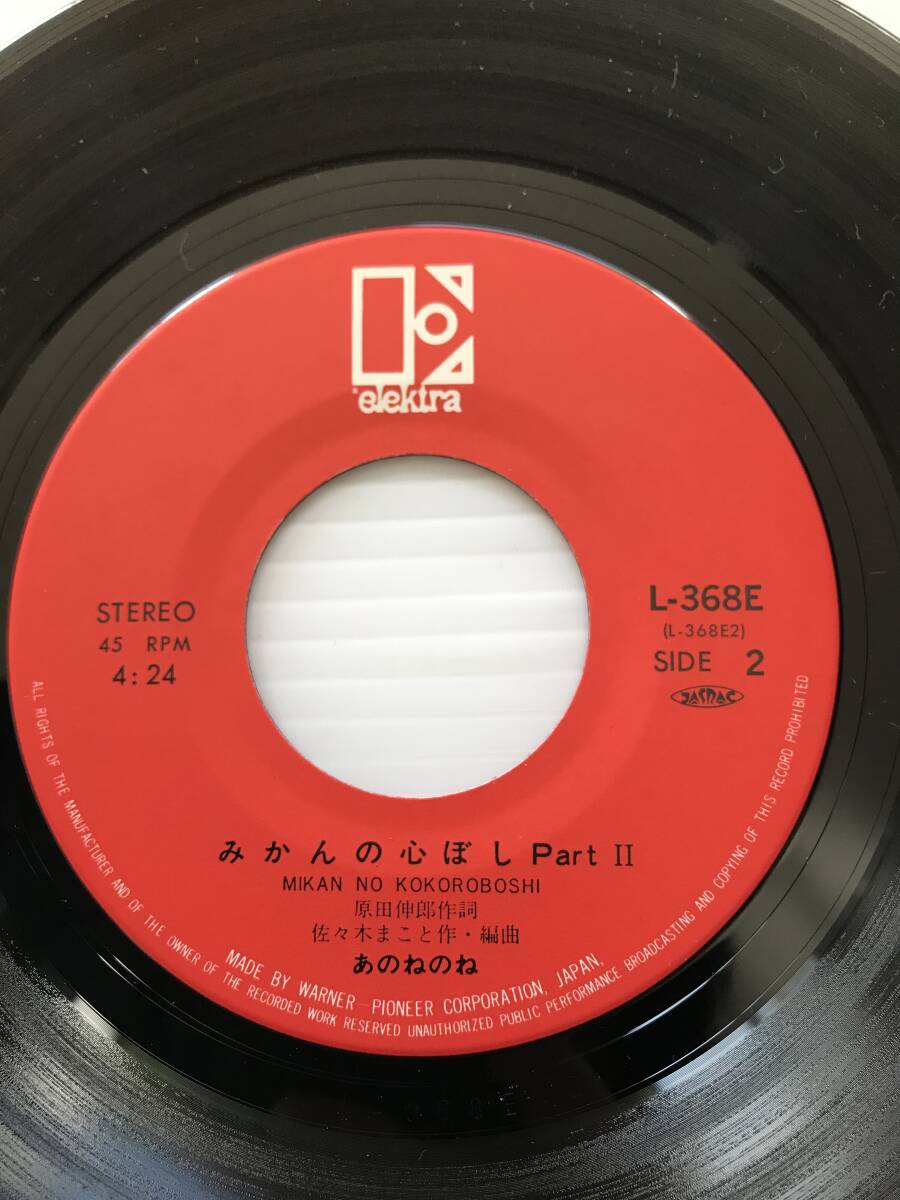 elektra
STEREO
45 RPM
4:24
L-368E
(L-368E2)
SIDE 2
JASRAC
みかんの心ぼし Part II
MIKAN NO KOKOROBOSHI
原田伸郎作詞
佐々木まこと作・編曲
あのねのね
MADE BY WARNER-PIONEER CORPORATION, JAPAN,
ALL RIGHTS OF THE MANUFACTURER AND OF THE OWNER OF THE RECORDED WORK RESERVED UNAUTHORIZED PUBLIC PERFORMANCE BROADCASTING AND COPYING OF THIS RECORD PROHIBITED